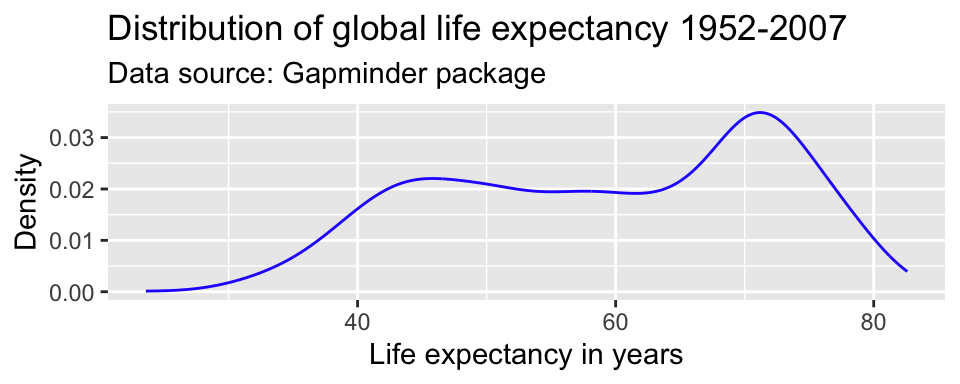 Distribution of global life expectancy 1952-2007
Data source: Gapminder package
Density
0.03
0.02
0.01
0.00
40 60 80
Life expectancy in years